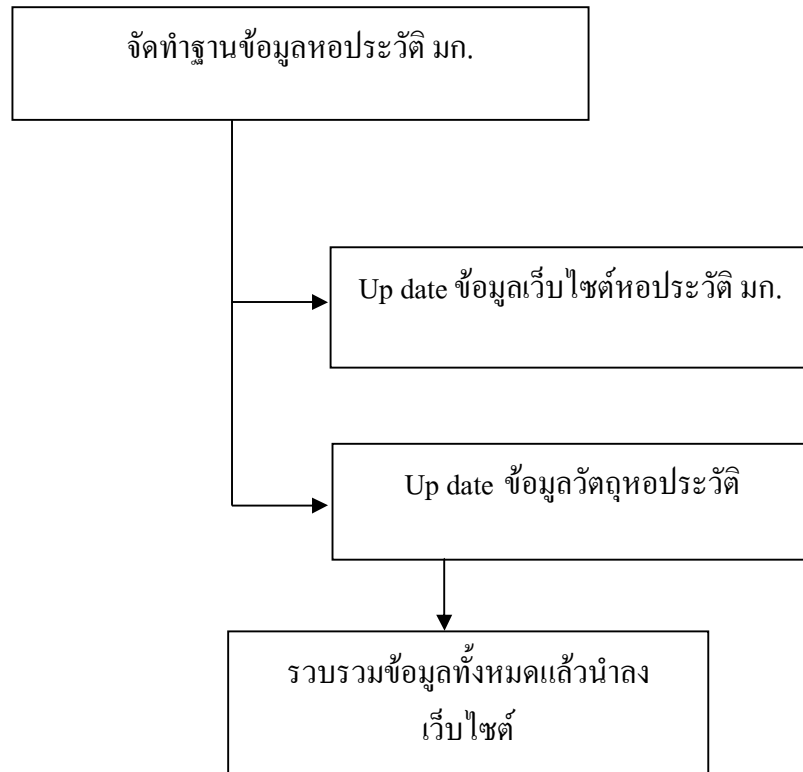 จัดทำฐานข้อมูลหอประวัติ มก.
Up date ข้อมูลเว็บไซต์หอประวัติ มก.
Up date ข้อมูลวัตถุหอประวัติ
รวบรวมข้อมูลทั้งหมดแล้วนำลง
เว็บไซต์